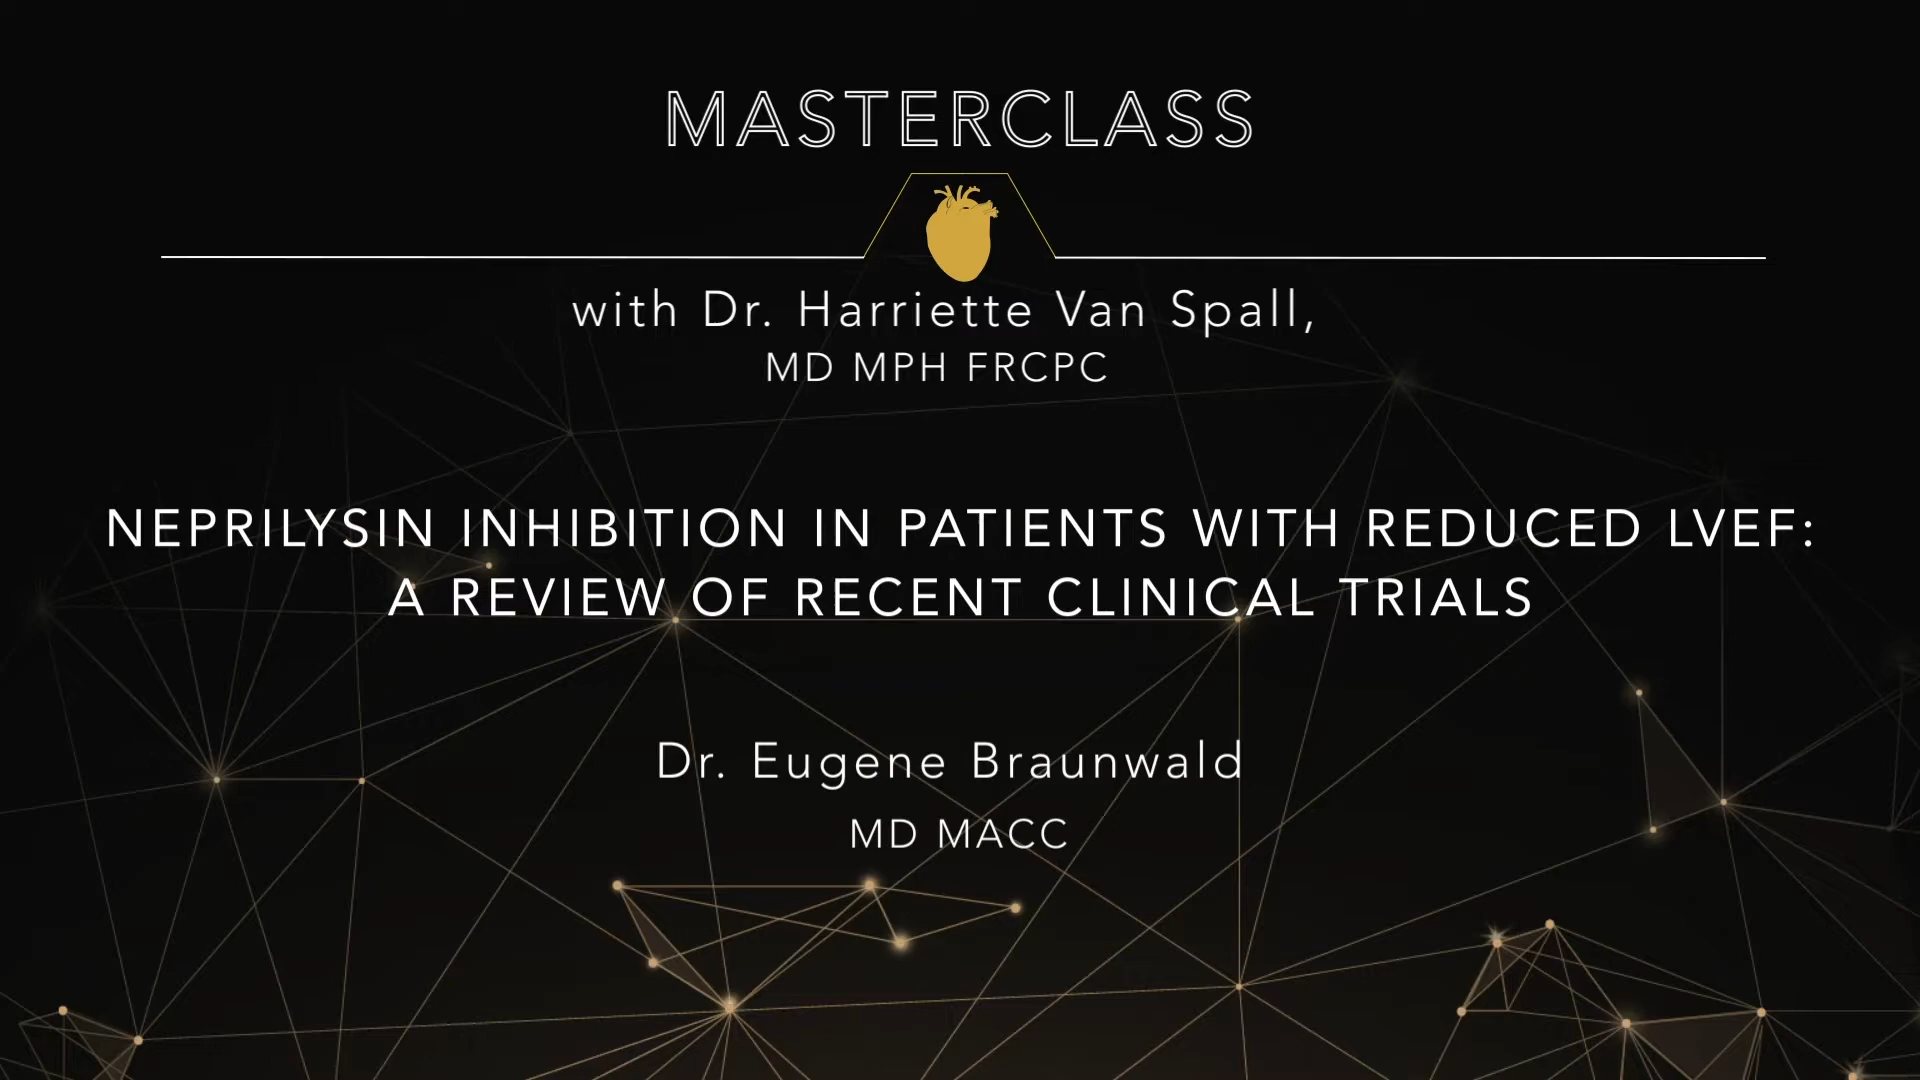 MASTERCLASS
with Dr. Harriette Van Spall,
MD MPH FRCPC
NEPRILYSIN INHIBITION IN PATIENTS WITH REDUCED LVEF:
A REVIEW OF RECENT CLINICAL TRIALS
Dr. Eugene Braunwald
MD MACC